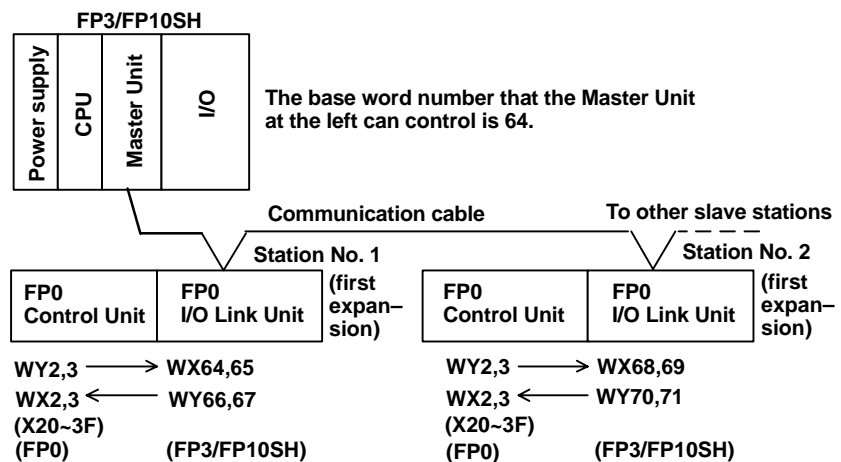 FP3/FP10SH
Power supply
CPU
Master Unit
I/O
The base word number that the Master Unit
at the left can control is 64.
Communication cable
To other slave stations
Station No. 1
(first
expan–
sion)
FP0
Control Unit
FP0
I/O Link Unit
WY2,3
WX64,65
WX2,3
WY66,67
(X20~3F)
(FP0)
(FP3/FP10SH)
Station No. 2
(first
expan–
sion)
FP0
Control Unit
FP0
I/O Link Unit
WY2,3
WX68,69
WX2,3
WY70,71
(X20~3F)
(FP0)
(FP3/FP10SH)